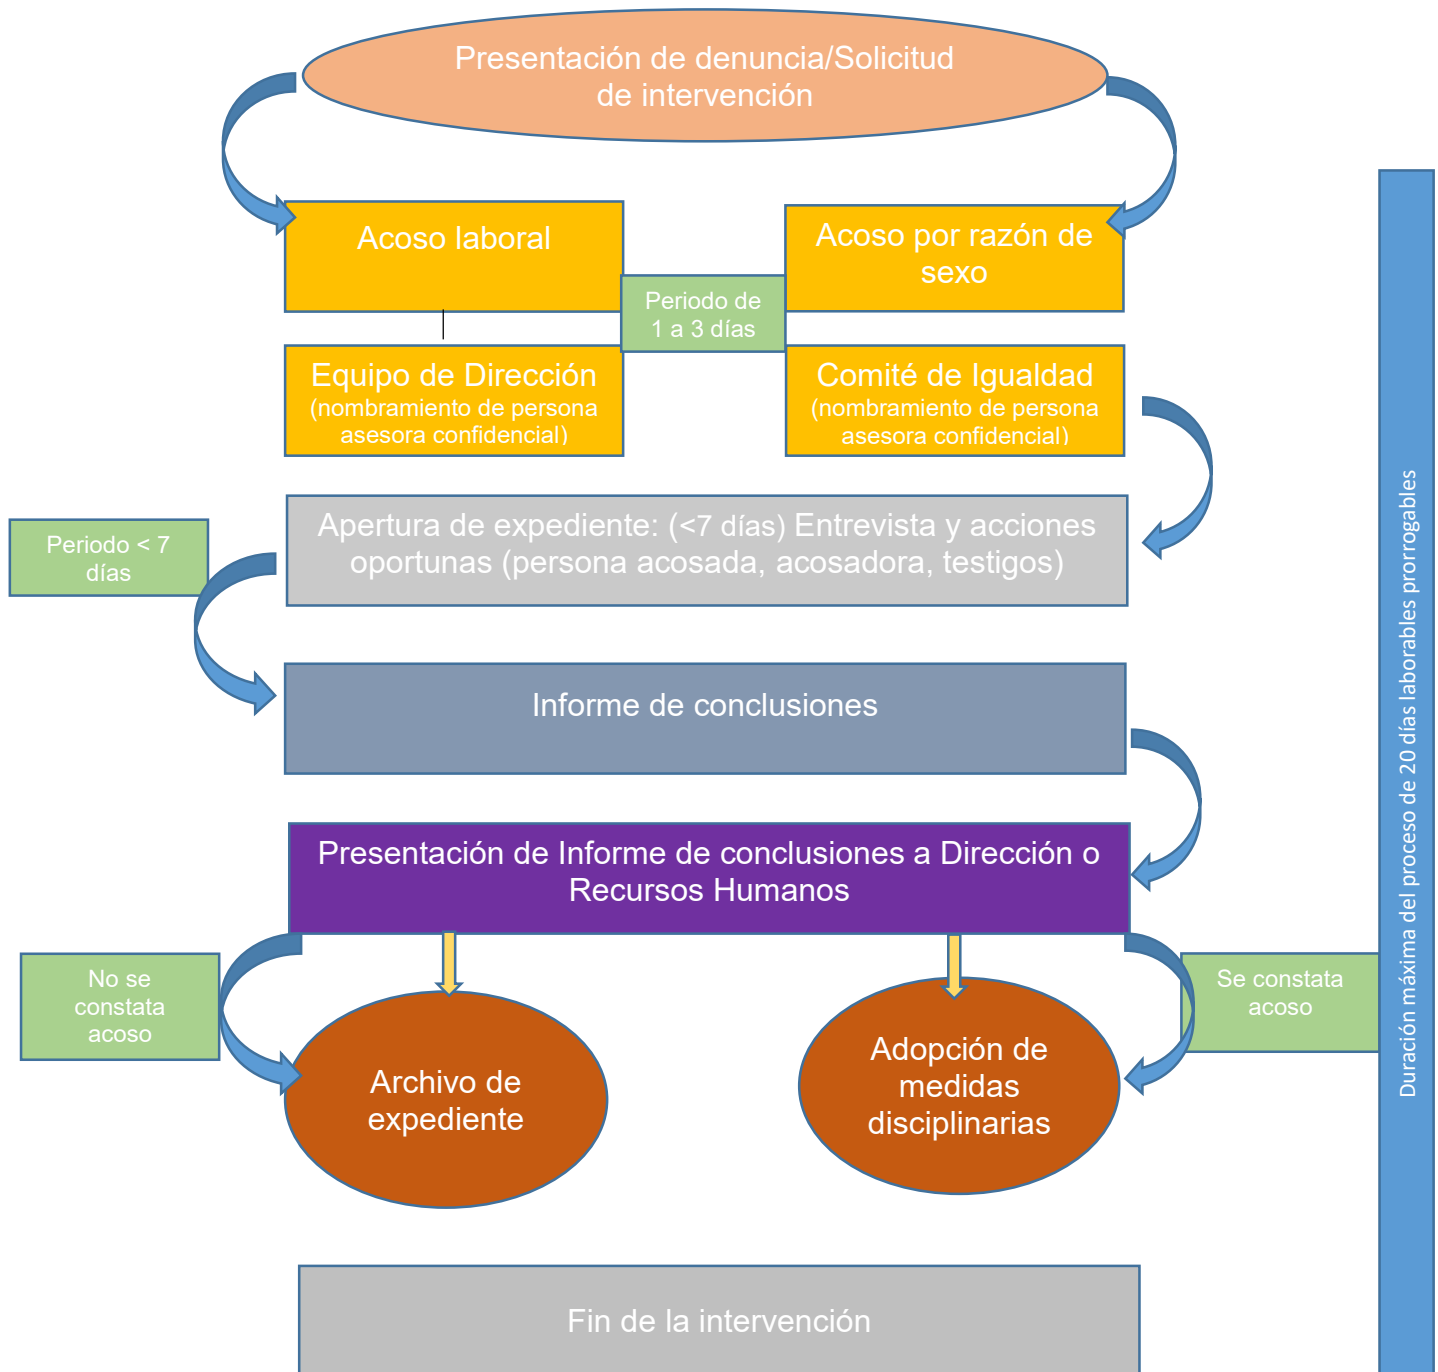 Presentación de denuncia/Solicitud
de intervención
Acoso laboral
Acoso por razón de
sexo
Periodo de
1 a 3 días
Equipo de Dirección
(nombramiento de persona
asesora confidencial)
Comité de Igualdad
(nombramiento de persona
asesora confidencial)
Apertura de expediente: (<7 días) Entrevista y acciones
oportunas (persona acosada, acosadora, testigos)
Periodo < 7
días
Informe de conclusiones
Presentación de Informe de conclusiones a Dirección o
Recursos Humanos
No se
constata
acoso
Se constata
acoso
Archivo de
expediente
Adopción de
medidas
disciplinarias
Fin de la intervención
Duración máxima del proceso de 20 días laborables prorrogables